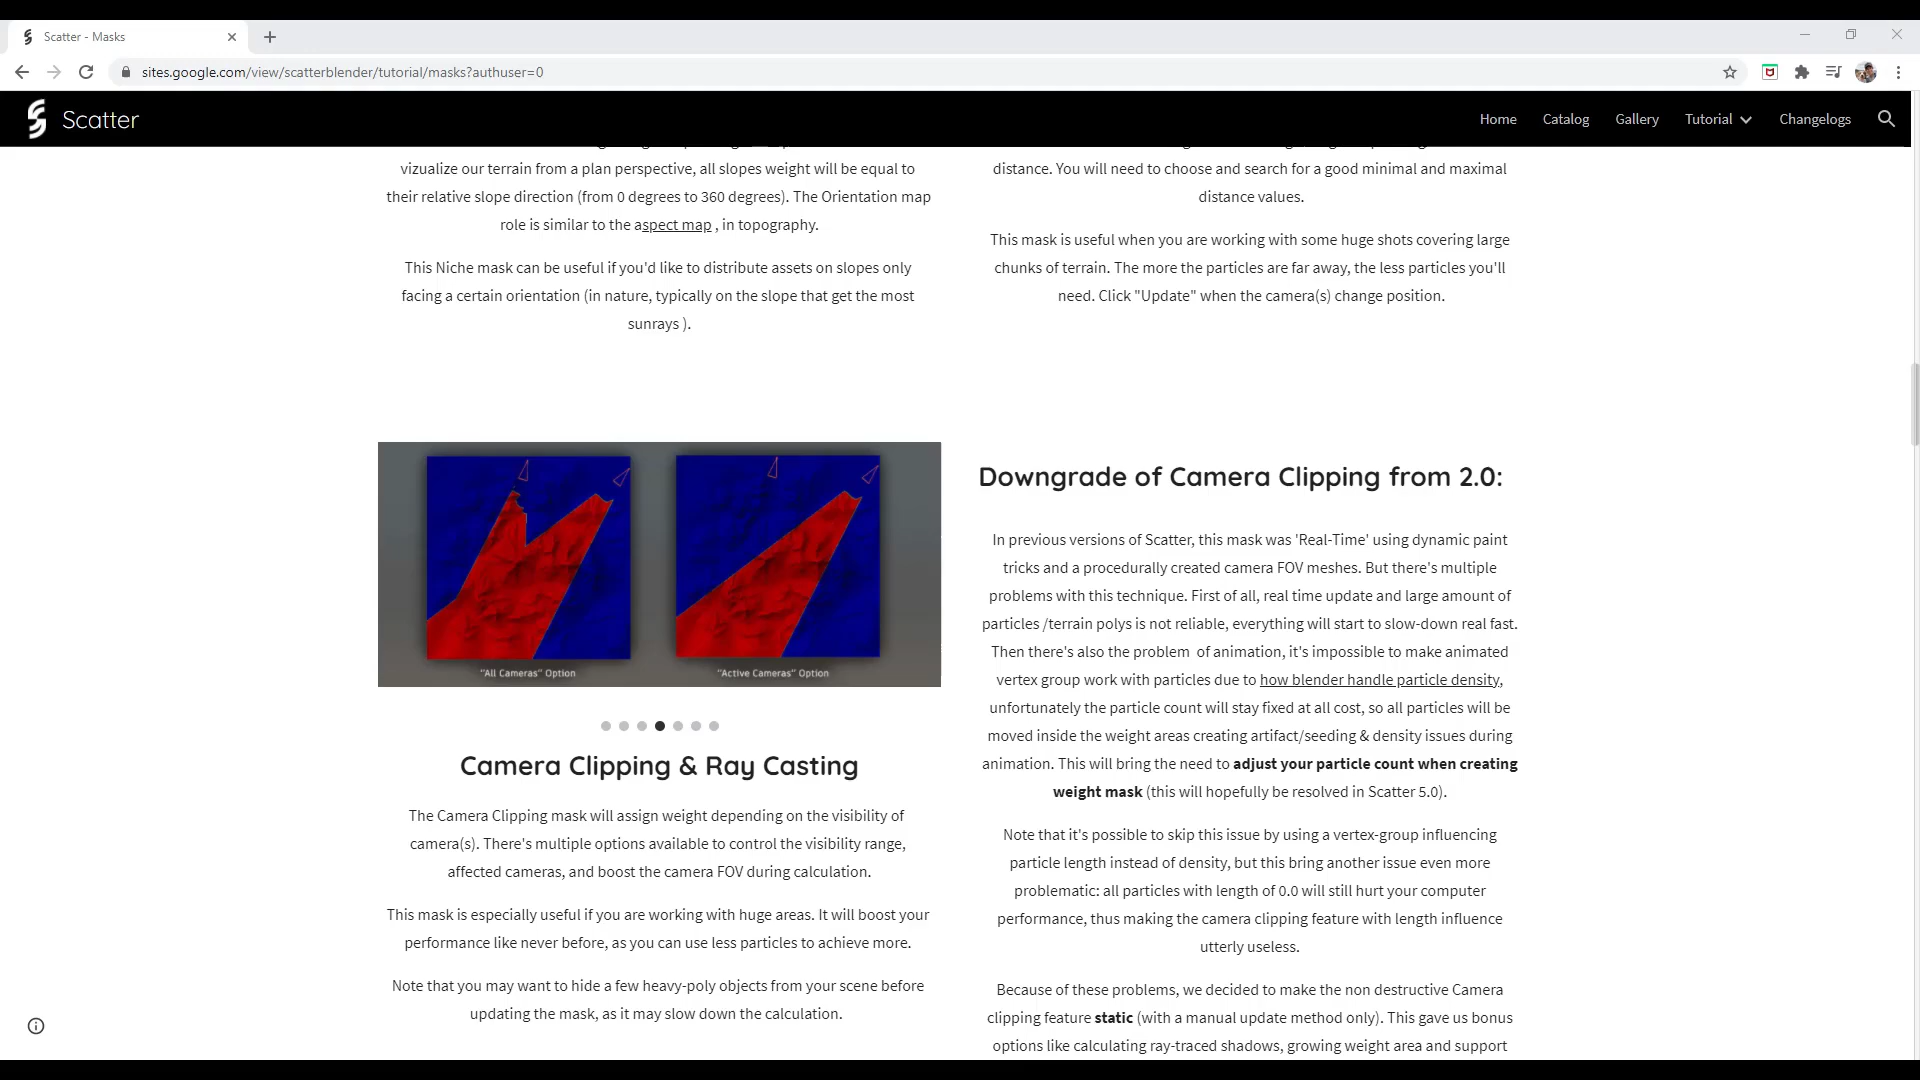 Scatter - Masks
sites.google.com/view/scatterblender/tutorial/masks?authuser=0
Scatter
Home
Catalog
Gallery
Tutorial
Changelogs
vizualize our terrain from a plan perspective, all slopes weight will be equal to
their relative slope direction (from 0 degrees to 360 degrees). The Orientation map
role is similar to the aspect map , in topography.
This Niche mask can be useful if you'd like to distribute assets on slopes only
facing a certain orientation (in nature, typically on the slope that get the most
sunrays ).
distance. You will need to choose and search for a good minimal and maximal
distance values.
This mask is useful when you are working with some huge shots covering large
chunks of terrain. The more the particles are far away, the less particles you'll
need. Click "Update" when the camera(s) change position.
"All Cameras" Option
"Active Cameras" Option
Camera Clipping & Ray Casting
The Camera Clipping mask will assign weight depending on the visibility of
camera(s). There's multiple options available to control the visibility range,
affected cameras, and boost the camera FOV during calculation.
This mask is especially useful if you are working with huge areas. It will boost your
performance like never before, as you can use less particles to achieve more.
Note that you may want to hide a few heavy-poly objects from your scene before
updating the mask, as it may slow down the calculation.
Downgrade of Camera Clipping from 2.0:
In previous versions of Scatter, this mask was 'Real-Time' using dynamic paint
tricks and a procedurally created camera FOV meshes. But there's multiple
problems with this technique. First of all, real time update and large amount of
particles /terrain polys is not reliable, everything will start to slow-down real fast.
Then there's also the problem of animation, it's impossible to make animated
vertex group work with particles due to how blender handle particle density,
unfortunately the particle count will stay fixed at all cost, so all particles will be
moved inside the weight areas creating artifact/seeding & density issues during
animation. This will bring the need to adjust your particle count when creating
weight mask (this will hopefully be resolved in Scatter 5.0).
Note that it's possible to skip this issue by using a vertex-group influencing
particle length instead of density, but this bring another issue even more
problematic: all particles with length of 0.0 will still hurt your computer
performance, thus making the camera clipping feature with length influence
utterly useless.
Because of these problems, we decided to make the non destructive Camera
clipping feature static (with a manual update method only). This gave us bonus
options like calculating ray-traced shadows, growing weight area and support